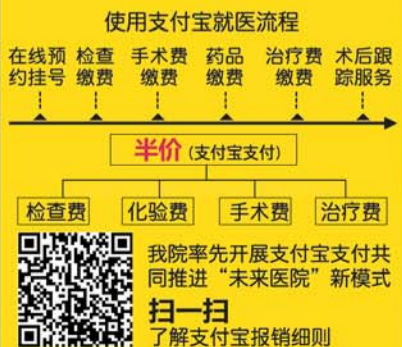 使用支付宝就医流程
在线预 检查 手术费 药品 治疗费 术后跟
约挂号 缴费 缴费 缴费 缴费 踪服务
半价 (支付宝支付)
检查费 化验费 手术费 治疗费
我院率先开展支付宝支付共
同推进“未来医院”新模式
扫一扫
了解支付宝报销细则